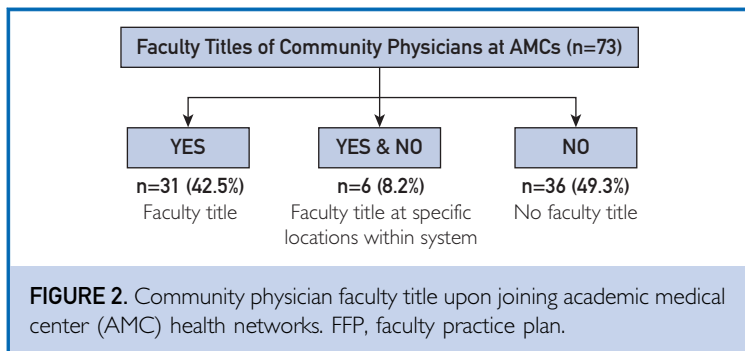 Faculty Titles of Community Physicians at AMCs (n=73)
YES
YES & NO
NO
n=31 (42.5%)
n=6 (8.2%)
n=36 (49.3%)
Faculty title
Faculty title at specific
locations within system
No faculty title
FIGURE 2. Community physician faculty title upon joining academic medical
center (AMC) health networks. FFP, faculty practice plan.